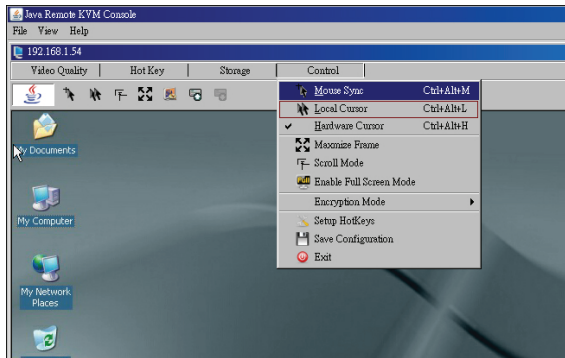 Java Remote KVM Console
File View Help
192.168.1.54
Video Quality | Hot Key | Storage | Control |
Mouse Sync Ctrl+Alt+M
Local Cursor Ctrl+Alt+L
Hardware Cursor Ctrl+Alt+H
Maxmize Frame
Scroll Mode
Enable Full Screen Mode
Encryption Mode
Setup HotKeys
Save Configuration
Exit
My Documents
My Computer
My Network
Places